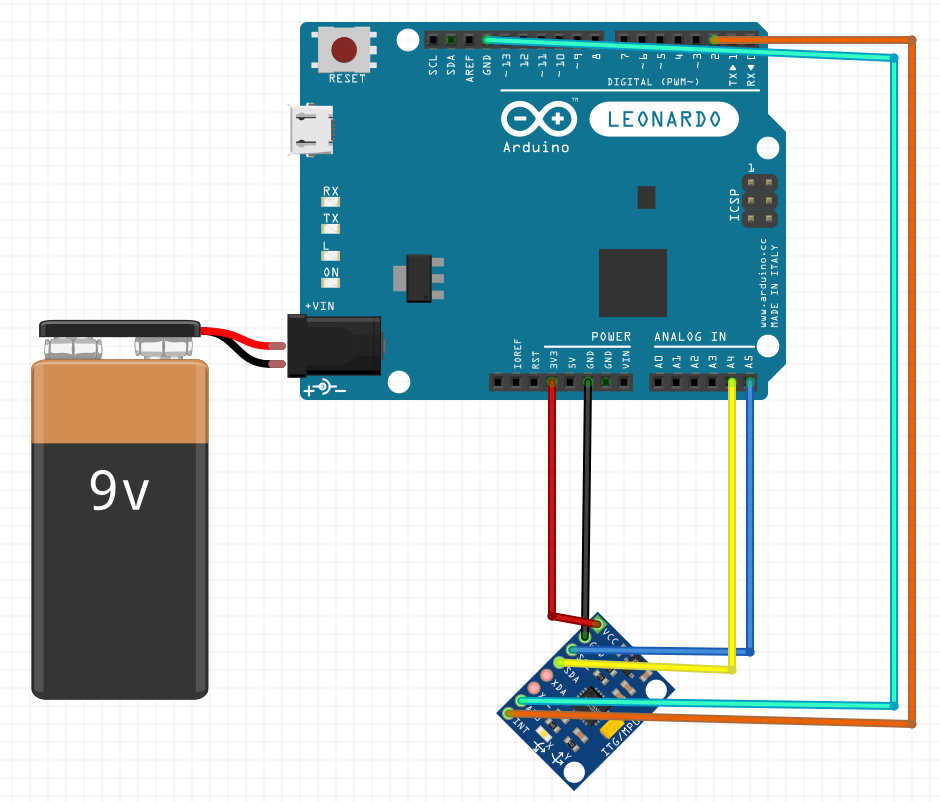 RESET
SCL
SDA
AREF
GND
~13
12
~11
~10
~9
8
7
~6
~5
4
~3
2
TX▶1
RX◀0
DIGITAL (PWM~)
TM
Arduino
LEONARDO
1
ICSP
RX
TX
L
ON
www.arduino.cc
MADE IN ITALY
+VIN
POWER
ANALOG IN
IOREF
RST
3V3
5V
GND
GND
VIN
A0
A1
A2
A3
A4
A5
+ −
9v
VCC
SDA
XDA
INT
X
Y
ITG/MPU